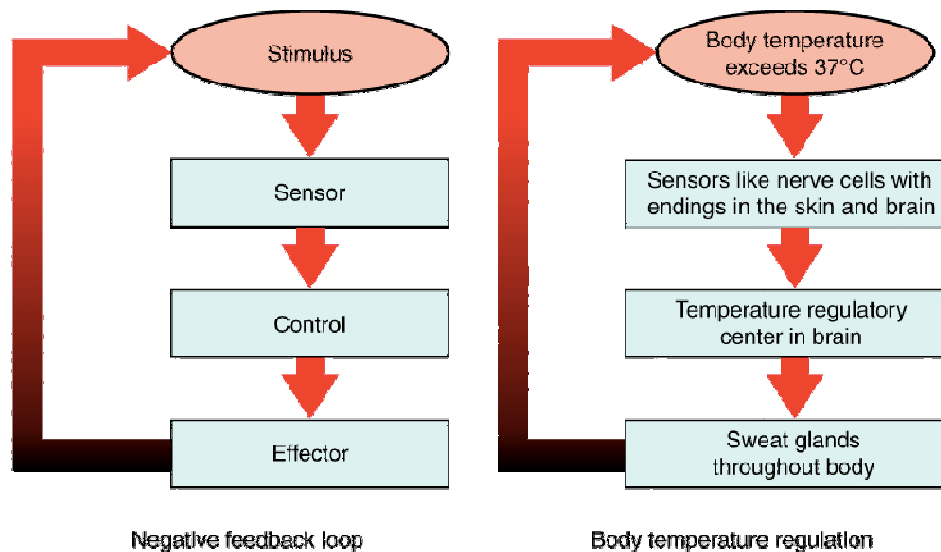 Stimulus
Sensor
Control
Effector
Negative feedback loop
Body temperature
exceeds 37°C
Sensors like nerve cells with
endings in the skin and brain
Temperature regulatory
center in brain
Sweat glands
throughout body
Body temperature regulation